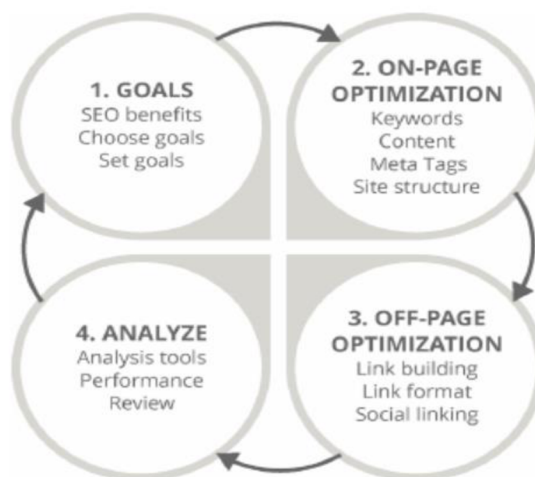 1. GOALS
SEO benefits
Choose goals
Set goals
2. ON-PAGE
OPTIMIZATION
Keywords
Content
Meta Tags
Site structure
3. OFF-PAGE
OPTIMIZATION
Link building
Link format
Social linking
4. ANALYZE
Analysis tools
Performance
Review